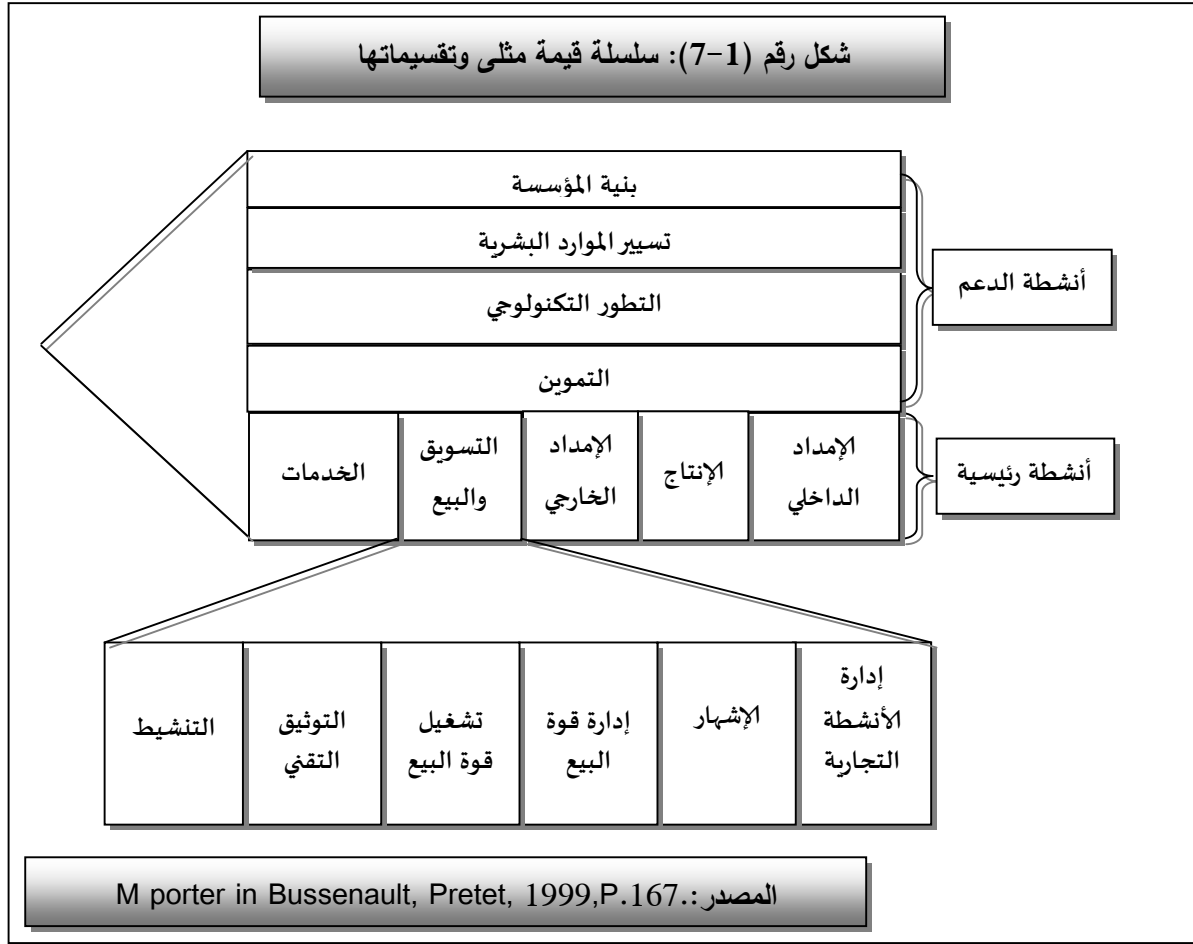 شكل رقم (1-7): سلسلة قيمة مثلى وتقسيماتها
بنية المؤسسة
تسيير الموارد البشرية
التطور التكنولوجي
التموين
أنشطة الدعم
الإمداد
الداخلي
الإنتاج
الإمداد
الخارجي
التسويق
والبيع
الخدمات
أنشطة رئيسية
إدارة
الأنشطة
التجارية
الإشهار
إدارة قوة
البيع
تشغيل
قوة البيع
التوثيق
التقني
التنشيط
المصدر:.M porter in Bussenault, Pretet, 1999,P.167